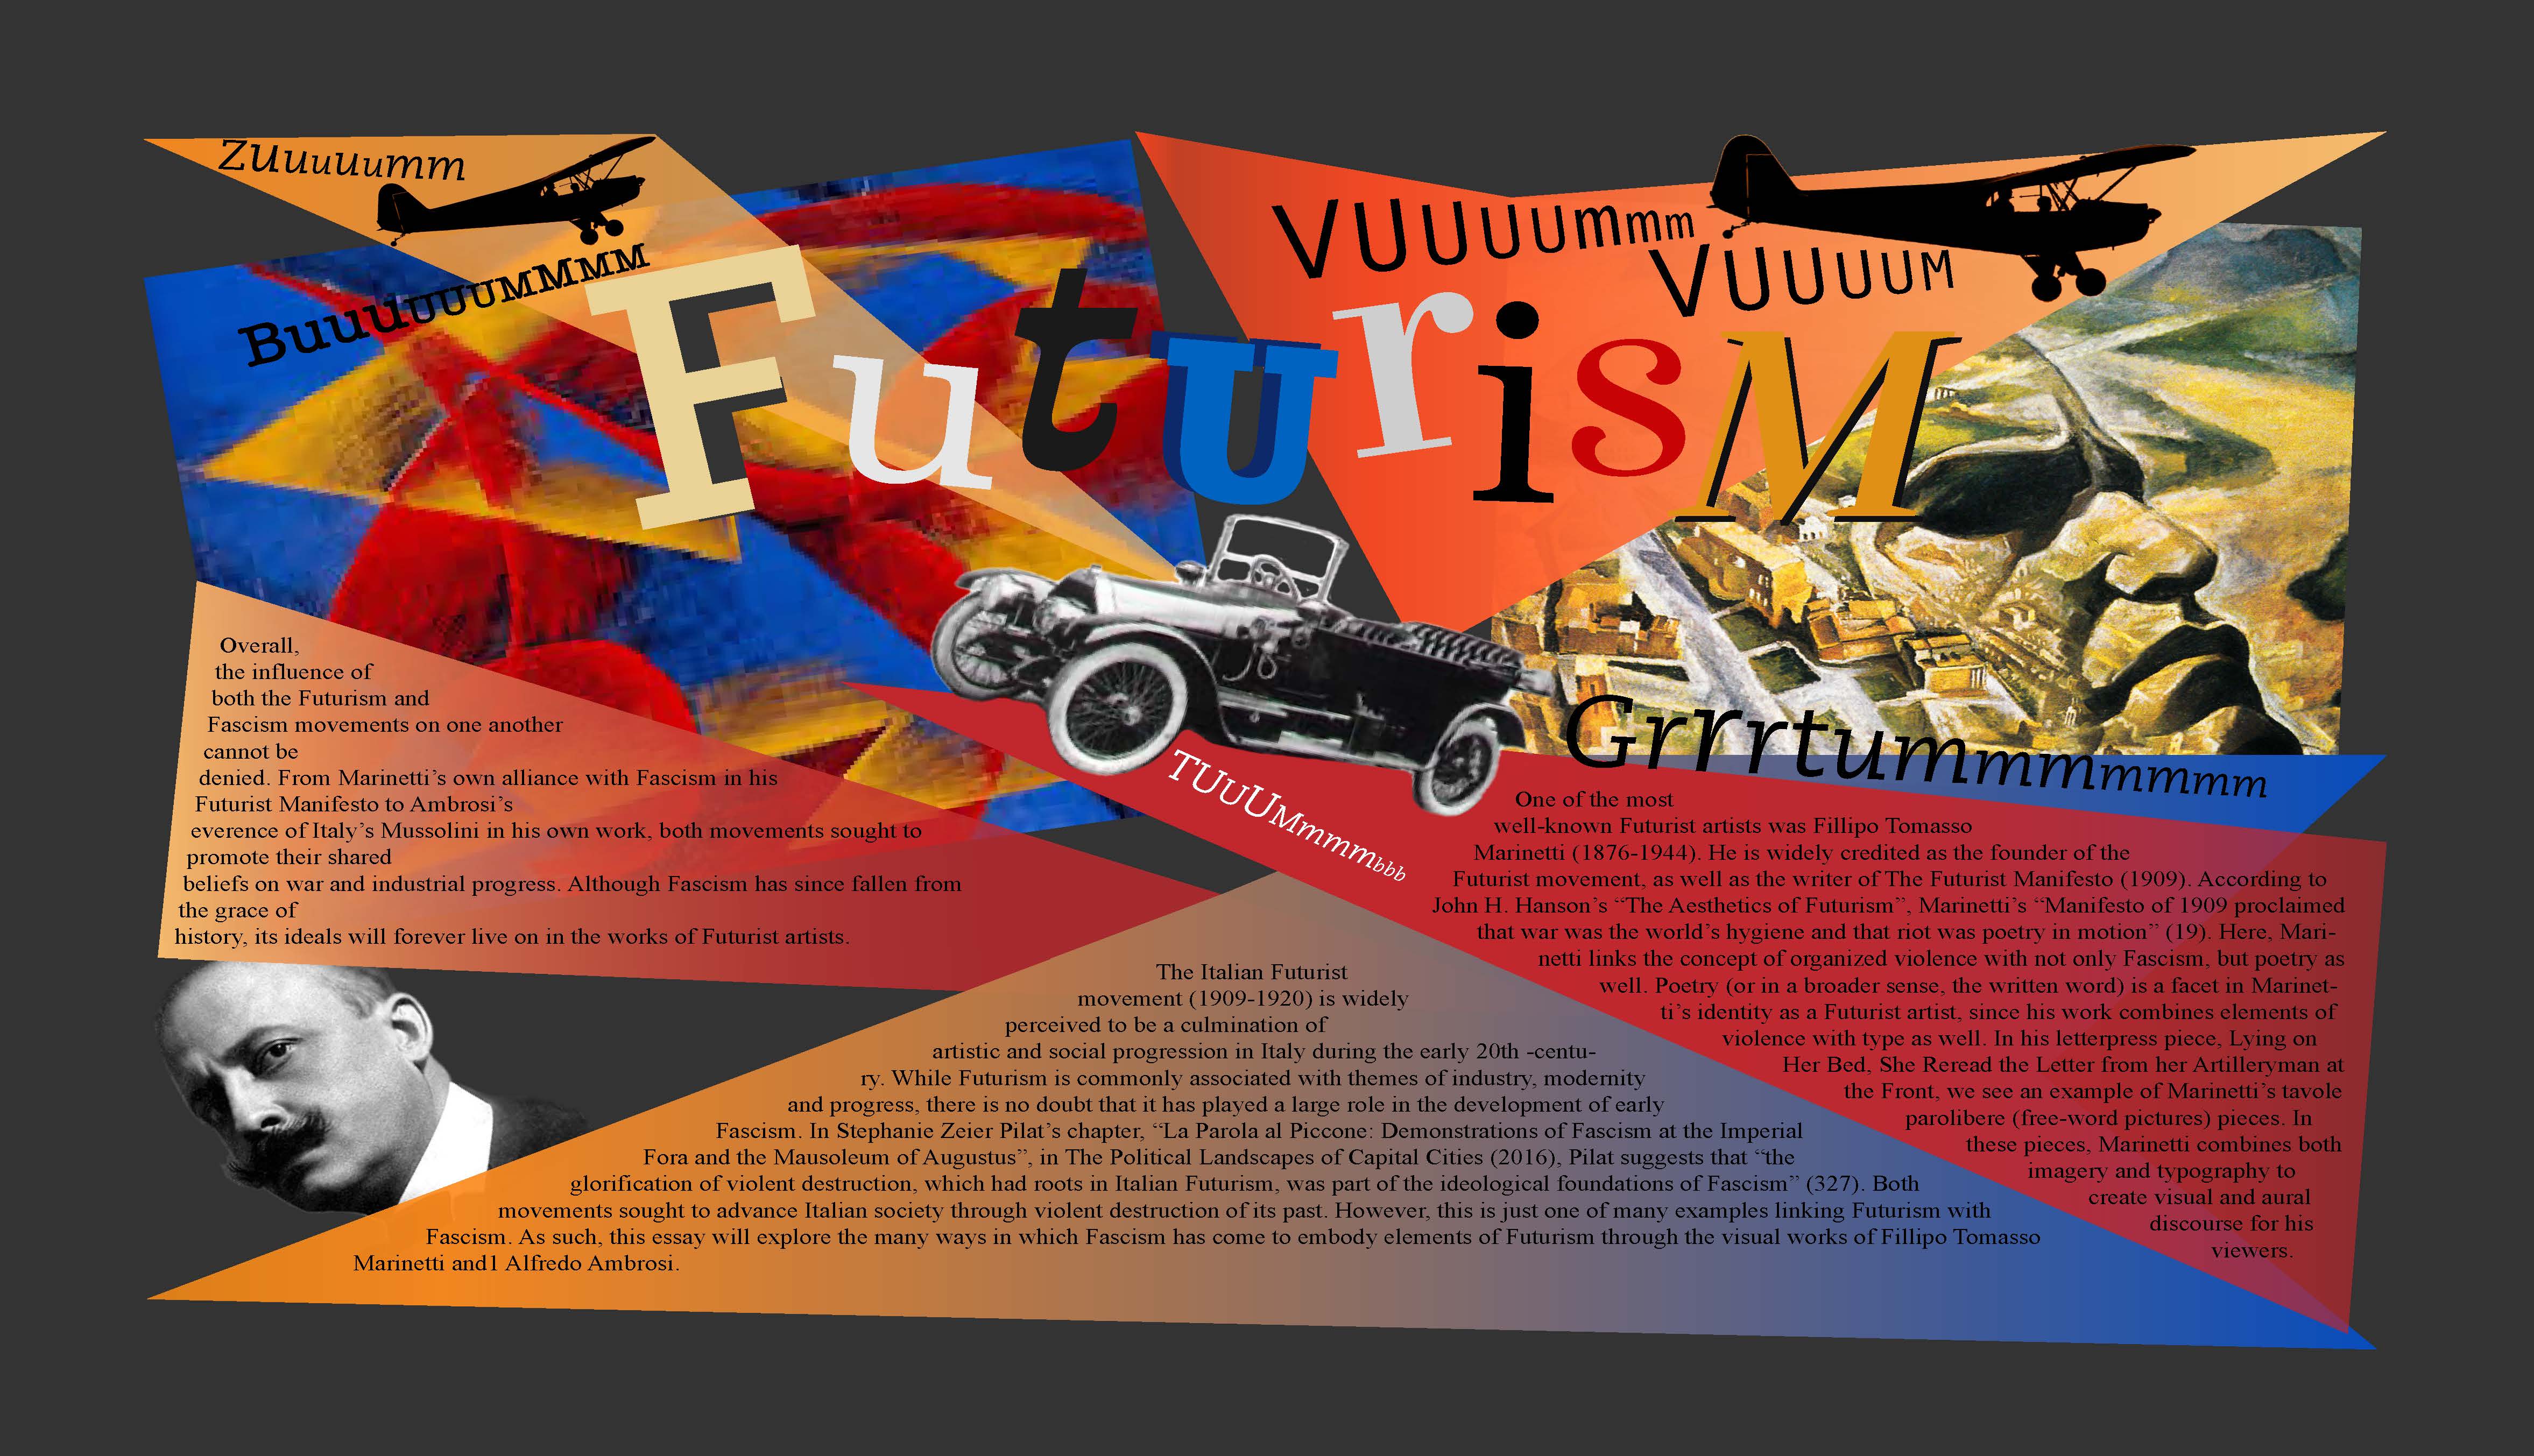 Zuuuuumm
BuuuUUUUMMMM
VUUUUUmmm
VUUUUUM
FuturisM
Grrrtummmmmmm
TUuUMmmmbbb
Overall,
the influence of
both the Futurism and
Fascism movements on one another
cannot be
denied. From Marinetti’s own alliance with Fascism in his
Futurist Manifesto to Ambrosi’s
everence of Italy’s Mussolini in his own work, both movements sought to
promote their shared
beliefs on war and industrial progress. Although Fascism has since fallen from
the grace of
history, its ideals will forever live on in the works of Futurist artists.
The Italian Futurist
movement (1909-1920) is widely
perceived to be a culmination of
artistic and social progression in Italy during the early 20th -centu-
ry. While Futurism is commonly associated with themes of industry, modernity
and progress, there is no doubt that it has played a large role in the development of early
Fascism. In Stephanie Zeier Pilat’s chapter, “La Parola al Piccone: Demonstrations of Fascism at the Imperial
Fora and the Mausoleum of Augustus”, in The Political Landscapes of Capital Cities (2016), Pilat suggests that “the
glorification of violent destruction, which had roots in Italian Futurism, was part of the ideological foundations of Fascism” (327). Both
movements sought to advance Italian society through violent destruction of its past. However, this is just one of many examples linking Futurism with
Fascism. As such, this essay will explore the many ways in which Fascism has come to embody elements of Futurism through the visual works of Fillipo Tomasso
Marinetti and1 Alfredo Ambrosi.
One of the most
well-known Futurist artists was Fillipo Tomasso
Marinetti (1876-1944). He is widely credited as the founder of the
Futurist movement, as well as the writer of The Futurist Manifesto (1909). According to
John H. Hanson’s “The Aesthetics of Futurism”, Marinetti’s “Manifesto of 1909 proclaimed
that war was the world’s hygiene and that riot was poetry in motion” (19). Here, Mari-
netti links the concept of organized violence with not only Fascism, but poetry as
well. Poetry (or in a broader sense, the written word) is a facet in Marinet-
ti’s identity as a Futurist artist, since his work combines elements of
violence with type as well. In his letterpress piece, Lying on
Her Bed, She Reread the Letter from her Artilleryman at
the Front, we see an example of Marinetti’s tavole
parolibere (free-word pictures) pieces. In
these pieces, Marinetti combines both
imagery and typography to
create visual and aural
discourse for his
viewers.